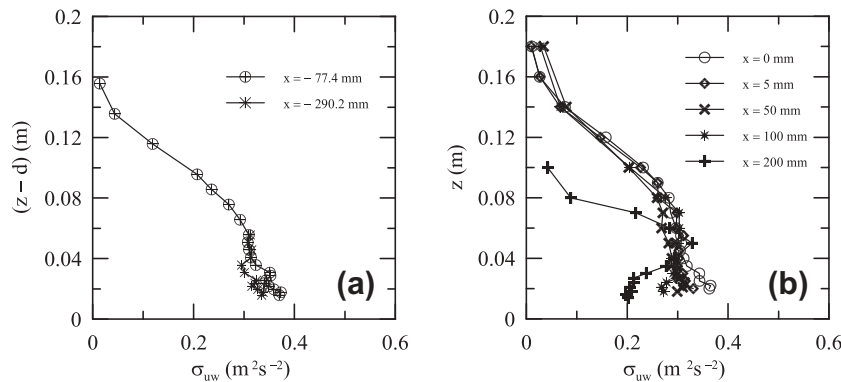 0.2
0.16
0.12
0.08
0.04
0
(z − d) (m)
x = − 77.4 mm
x = − 290.2 mm
(a)
0 0.2 0.4 0.6
σuw (m²s⁻²)
0.2
0.16
0.12
0.08
0.04
0
z (m)
x = 0 mm
x = 5 mm
x = 50 mm
x = 100 mm
x = 200 mm
(b)
0 0.2 0.4 0.6
σuw (m²s⁻²)